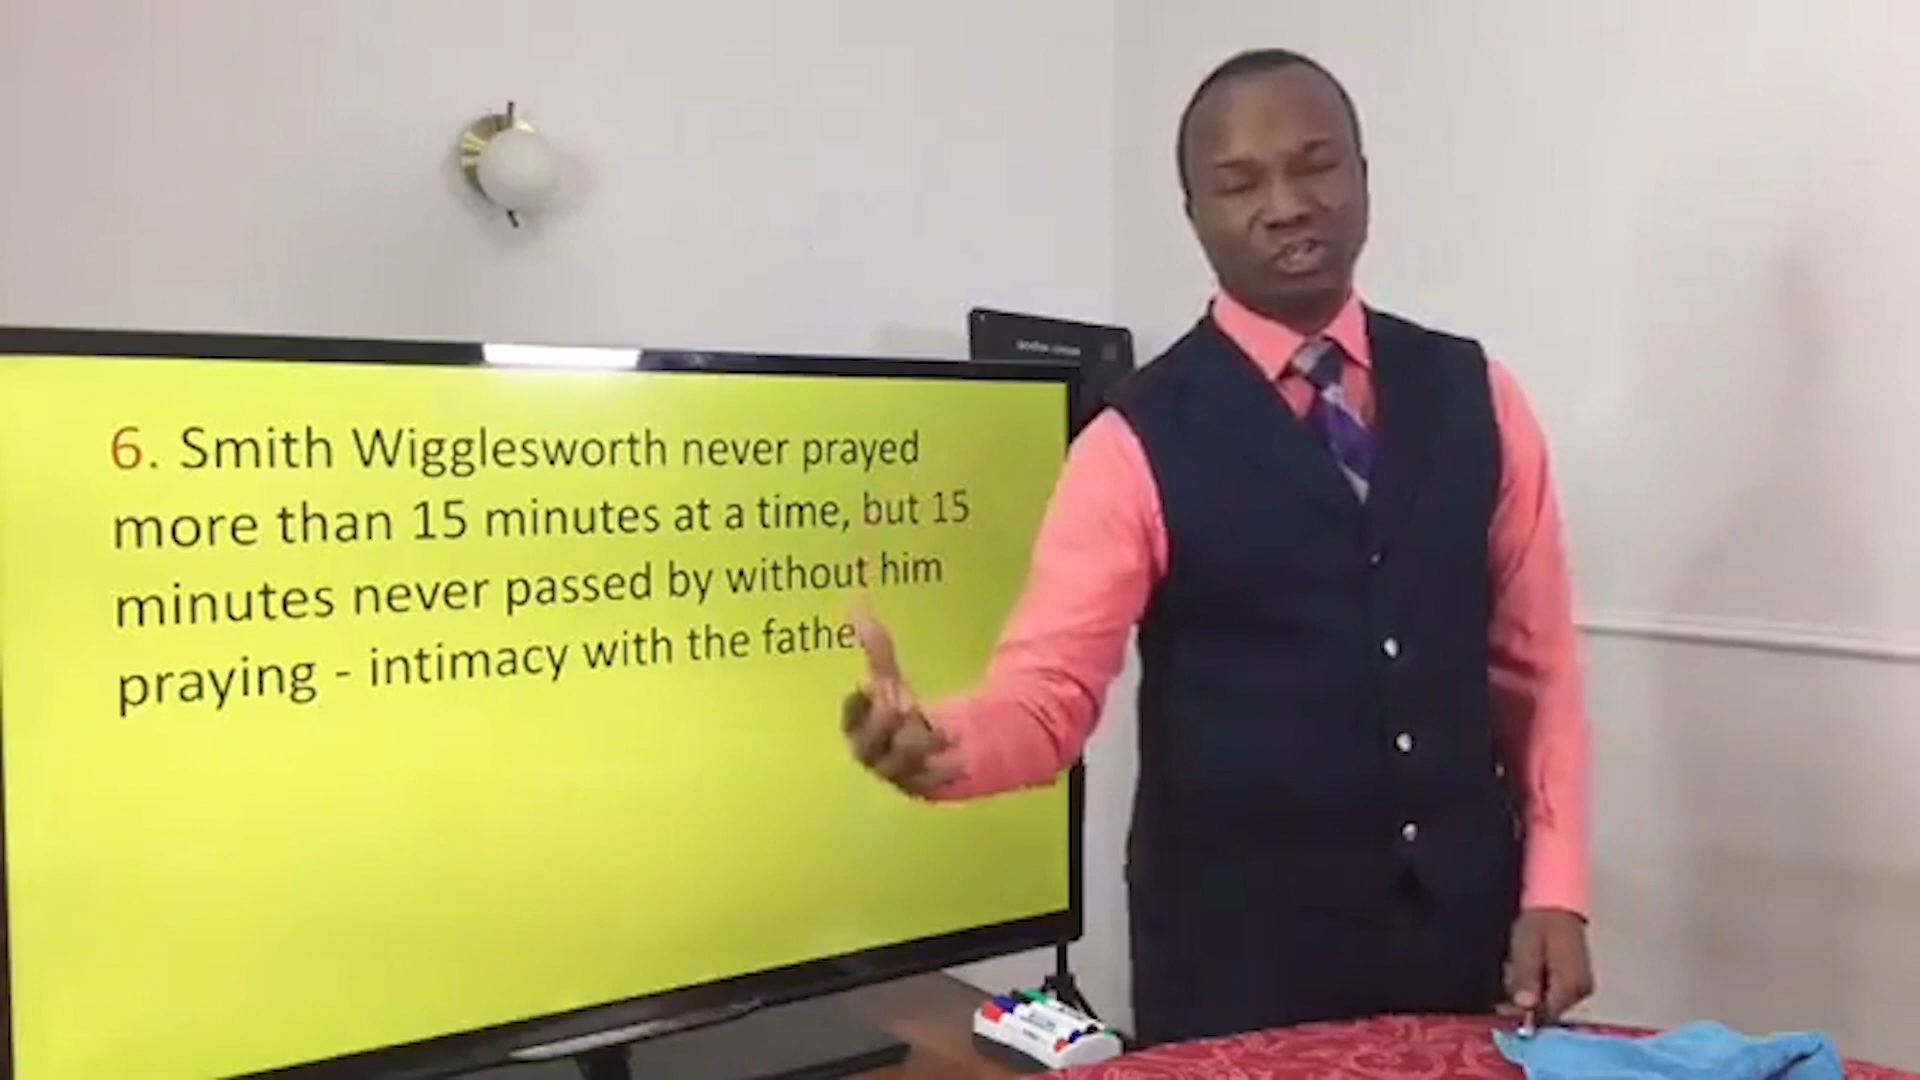 6. Smith Wigglesworth never prayed
more than 15 minutes at a time, but 15
minutes never passed by without him
praying - intimacy with the father